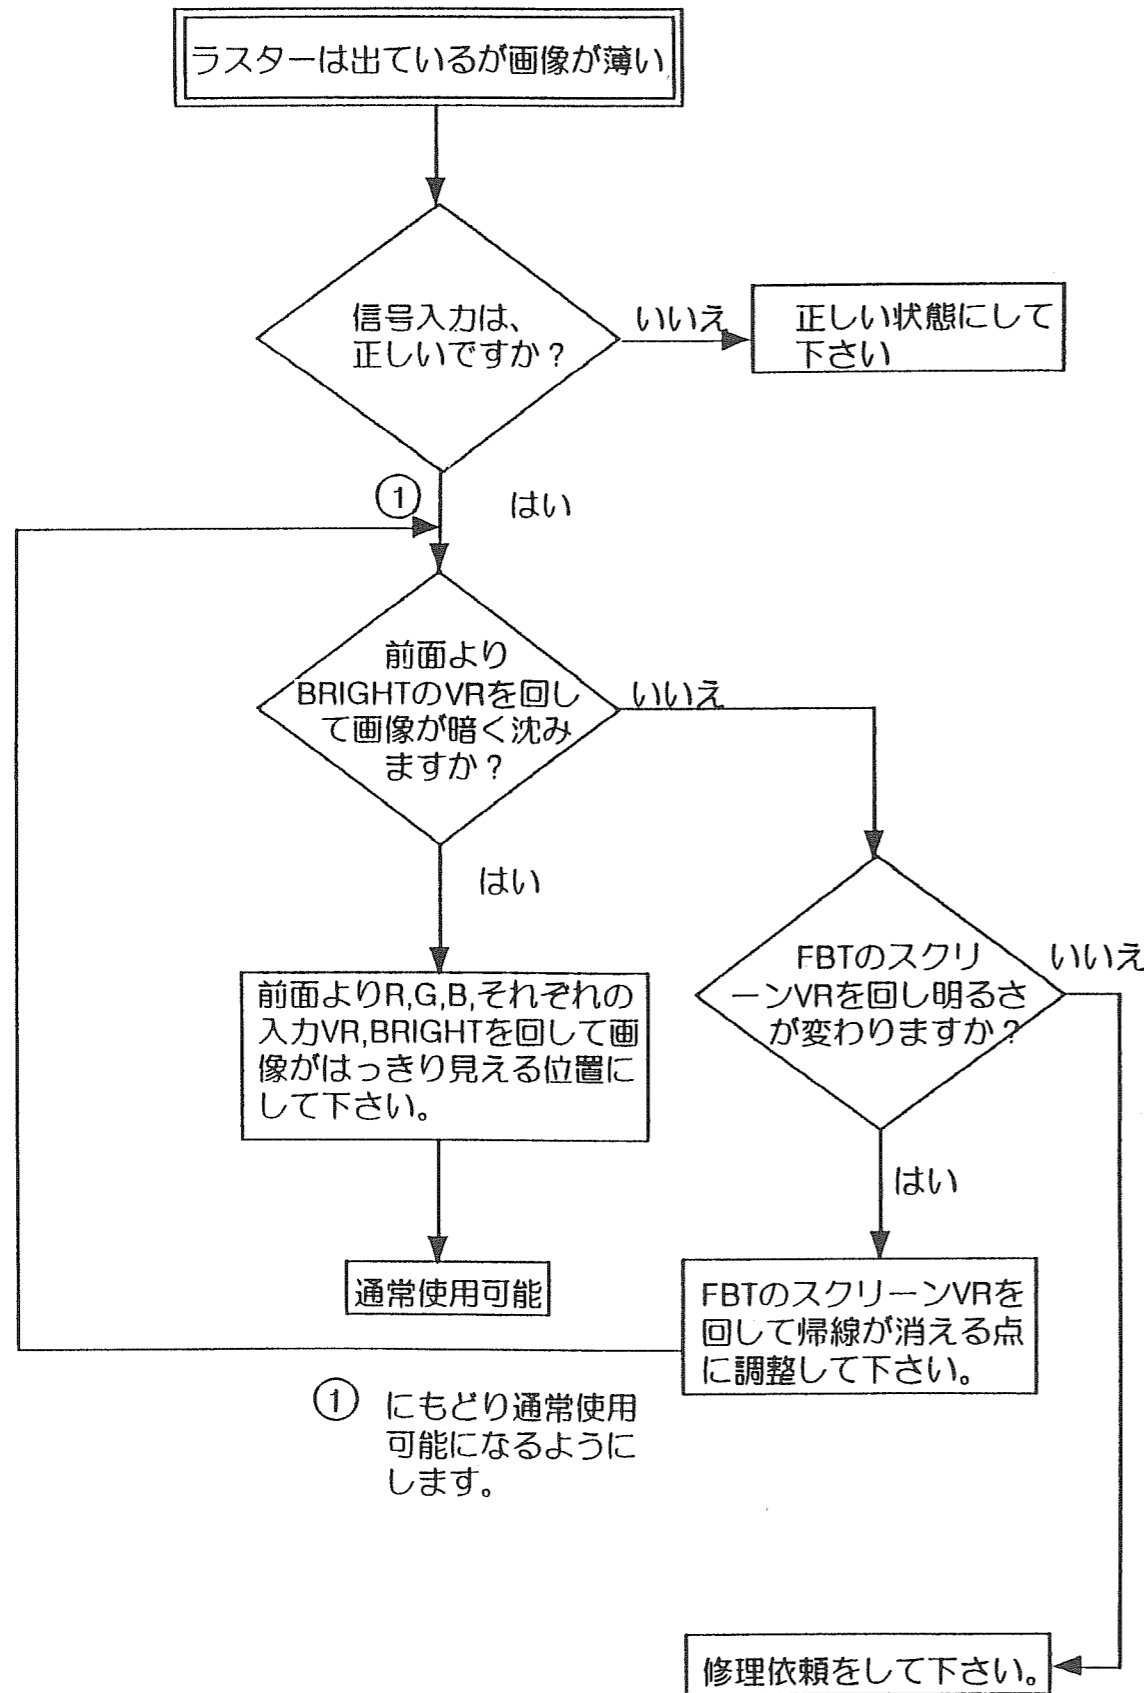 ラスターは出ているが画像が薄い
信号入力は、
正しいですか？
いいえ
正しい状態にして
下さい
①
はい
前面より
BRIGHTのVRを回し
て画像が暗く沈み
ますか？
いいえ
はい
FBTのスクリ
ーンVRを回し明るさ
が変わりますか？
いいえ
前面よりR,G,B,それぞれの
入力VR,BRIGHTを回して画
像がはっきり見える位置に
して下さい。
はい
通常使用可能
FBTのスクリーンVRを
回して帰線が消える点
に調整して下さい。
① にもどり通常使用
可能になるように
します。
修理依頼をして下さい。